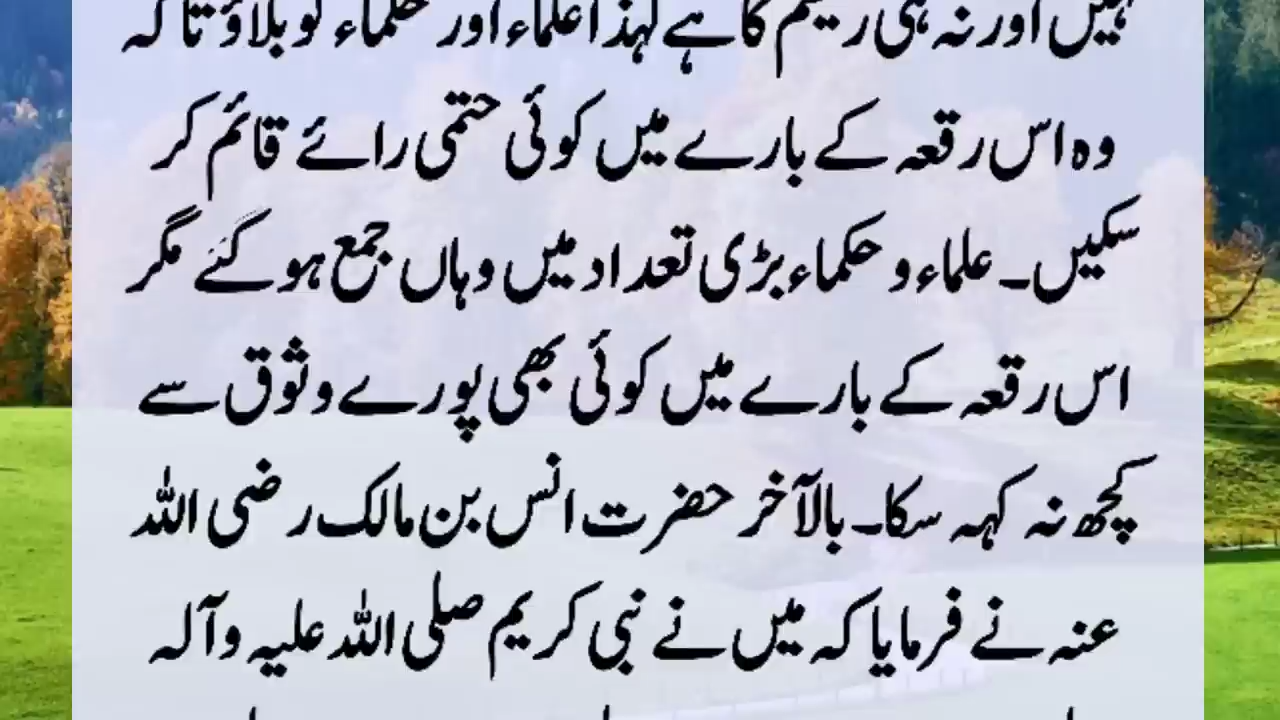 ہیں اور نہ ہی ریشم کا ہے لہذا علماء اور حکماء کو بلاؤ تا کہ
وہ اس رقعہ کے بارے میں کوئی حتمی رائے قائم کر
سکیں۔ علماء و حکماء بڑی تعداد میں وہاں جمع ہو گئے مگر
اس رقعہ کے بارے میں کوئی بھی پورے وثوق سے
کچھ نہ کہہ سکا۔ بالآخر حضرت انس بن مالک رضی اللہ
عنہ نے فرمایا کہ میں نے نبی کریم صلی اللہ علیہ وآلہ